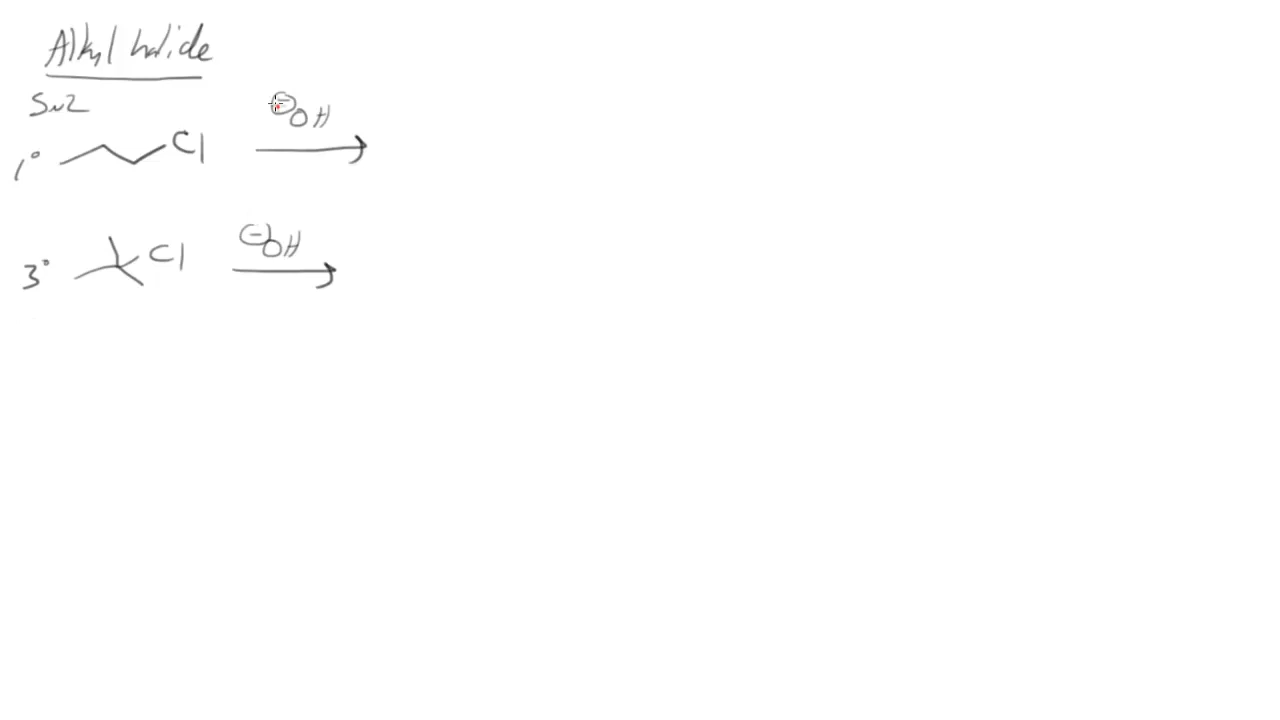 Alkyl halide
SN2
⊖OH
1° Cl
⊖OH
3° Cl